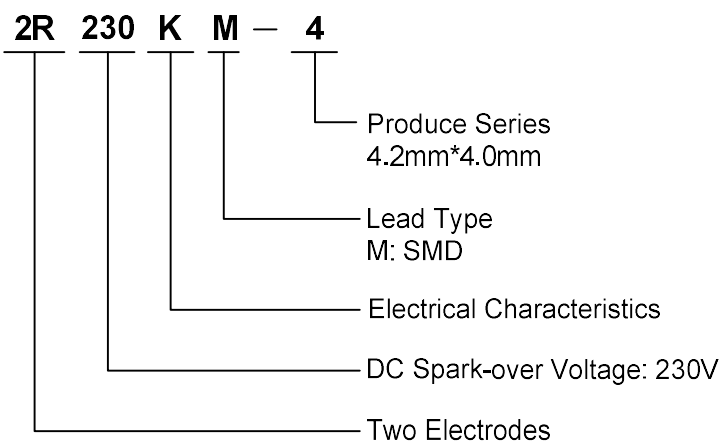 2R 230 K M – 4
Produce Series
4.2mm*4.0mm
Lead Type
M: SMD
Electrical Characteristics
DC Spark-over Voltage: 230V
Two Electrodes